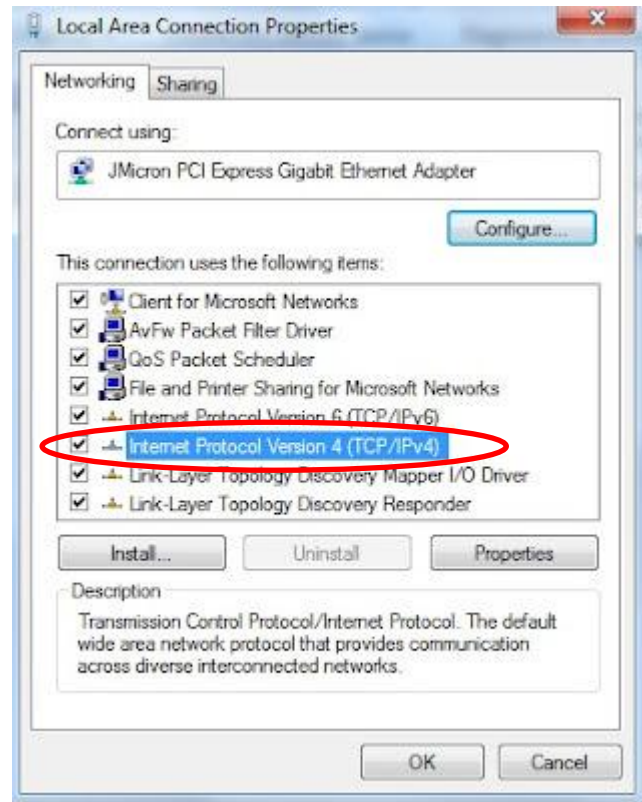 Local Area Connection Properties
Networking
Sharing
Connect using:
JMicron PCI Express Gigabit Ethernet Adapter
Configure...
This connection uses the following items:
Client for Microsoft Networks
AvFw Packet Filter Driver
QoS Packet Scheduler
File and Printer Sharing for Microsoft Networks
Internet Protocol Version 6 (TCP/IPv6)
Internet Protocol Version 4 (TCP/IPv4)
Link-Layer Topology Discovery Mapper I/O Driver
Link-Layer Topology Discovery Responder
Install...
Uninstall
Properties
Description
Transmission Control Protocol/Internet Protocol. The default
wide area network protocol that provides communication
across diverse interconnected networks.
OK
Cancel